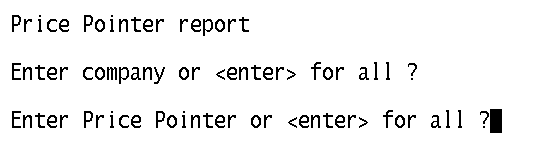 Price Pointer report
Enter company or <enter> for all ?
Enter Price Pointer or <enter> for all ?